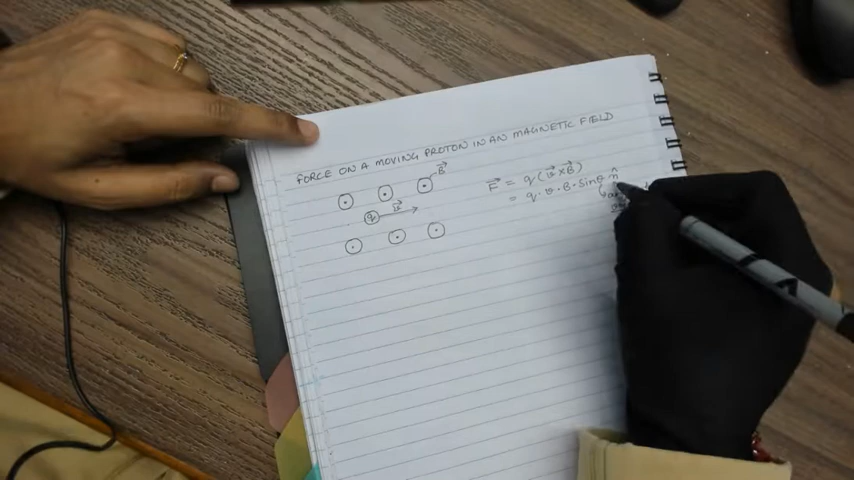 FORCE ON A MOVING PROTON IN AN MAGNETIC FIELD
B⃗
F⃗ = q(v⃗ × B⃗)
= q·v·B·Sinθ n̂
v⃗
q